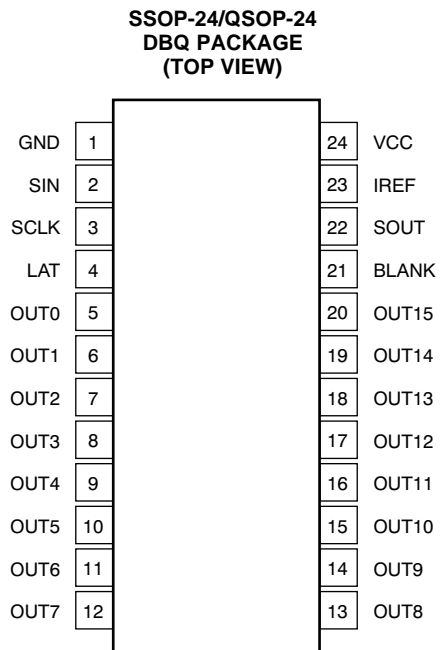 SSOP-24/QSOP-24
DBQ PACKAGE
(TOP VIEW)
GND 1 24 VCC
SIN 2 23 IREF
SCLK 3 22 SOUT
LAT 4 21 BLANK
OUT0 5 20 OUT15
OUT1 6 19 OUT14
OUT2 7 18 OUT13
OUT3 8 17 OUT12
OUT4 9 16 OUT11
OUT5 10 15 OUT10
OUT6 11 14 OUT9
OUT7 12 13 OUT8